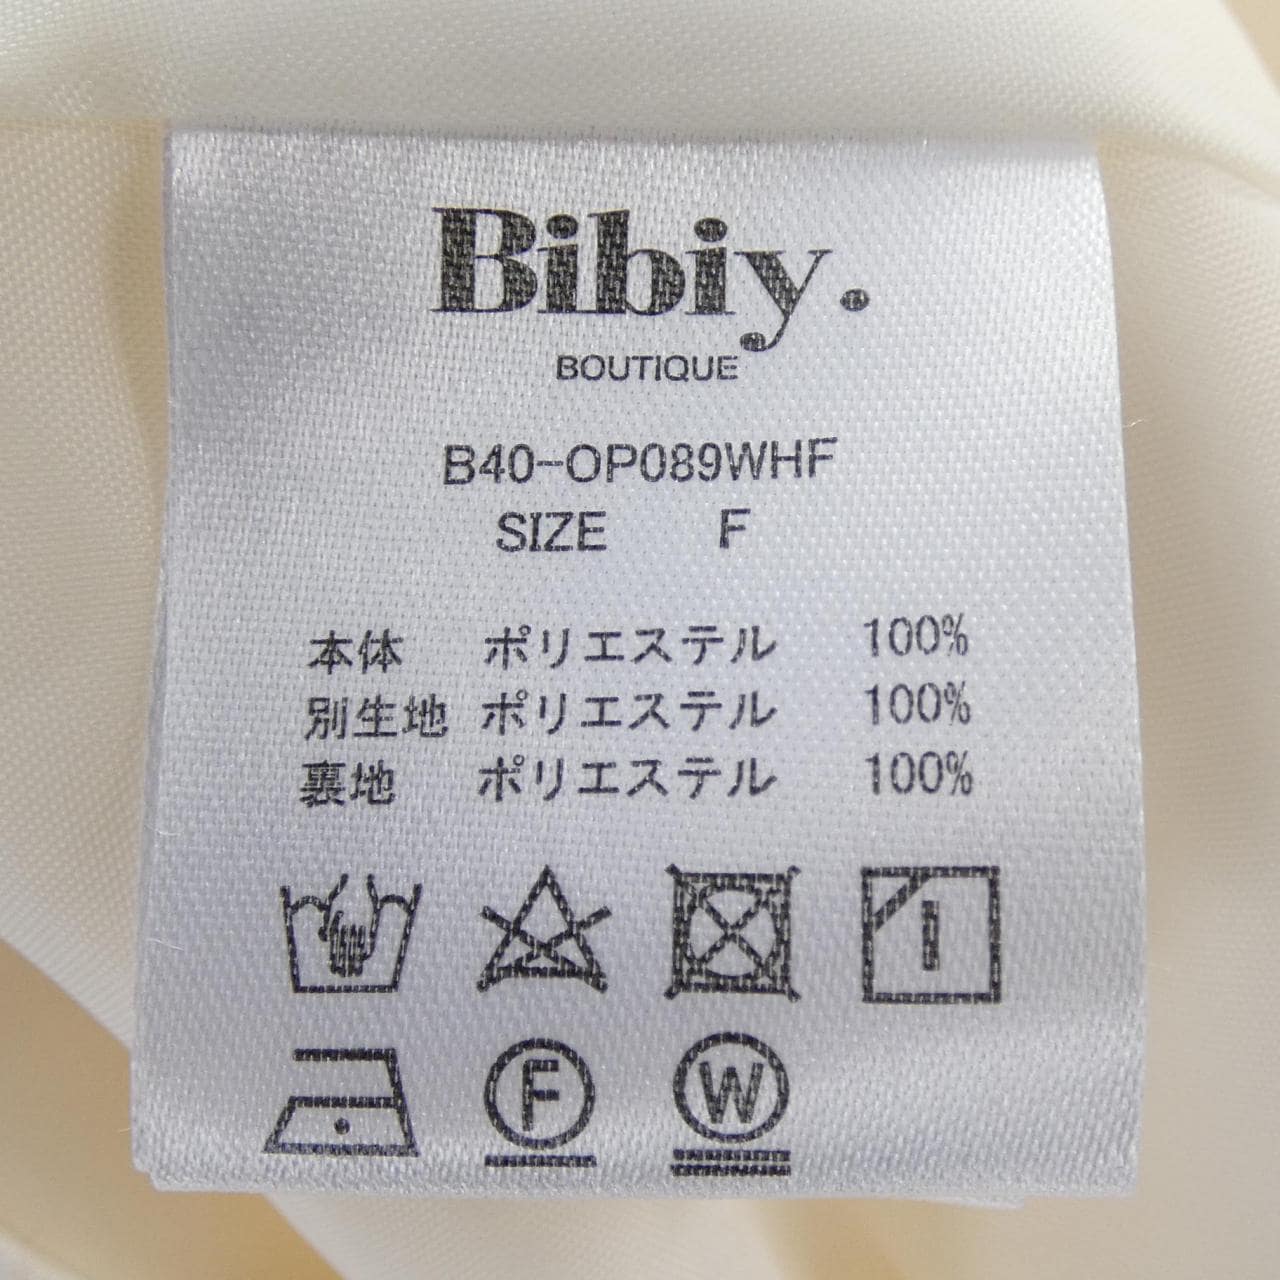 Bibiy.
BOUTIQUE
B40-OP089WHF
SIZE F
本体 ポリエステル 100%
別生地 ポリエステル 100%
裏地 ポリエステル 100%
F
W